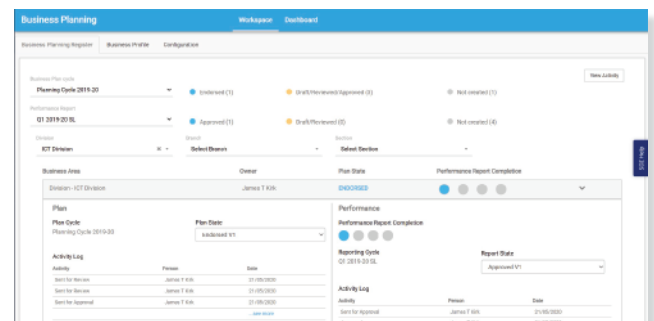 Business Planning
Workspace Dashboard
Business Planning Register Business Profile Configuration
New Activity
Business Plan cycle
Planning Cycle 2019-20
Endorsed (1) Draft/Reviewed/Approved (3) Not created (1)
Performance Report
Q1 2019-20 SL
Approved (1) Draft/Reviewed (0) Not created (4)
Division Branch Section
ICT Division Select Branch Select Section
Business Area Owner Plan State Performance Report Completion
Division - ICT Division James T Kirk ENDORSED
Plan Performance
Plan Cycle Plan State Performance Report Completion
Planning Cycle 2019-20 Endorsed V1
Reporting Cycle Report State
Q1 2019-20 SL Approved V1
Activity Log
Activity Person Date
Sent for Review James T Kirk 21/05/2020
Sent for Review James T Kirk 21/05/2020
Sent for Approval James T Kirk 21/05/2020
...see more
Activity Log
Activity Person Date
Sent for Approval James T Kirk 21/05/2020